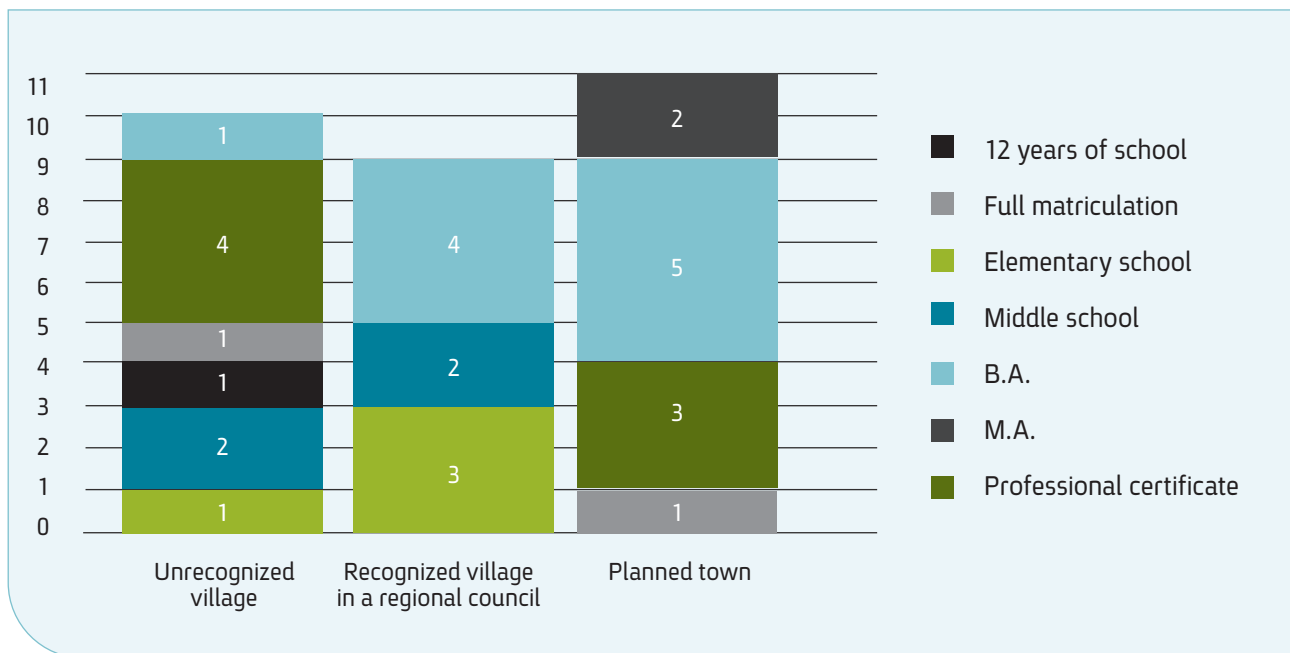 11
10
9
8
7
6
5
4
3
2
1
0
1
4
1
1
2
1
4
2
3
2
5
3
1
Unrecognized
village
Recognized village
in a regional council
Planned town
12 years of school
Full matriculation
Elementary school
Middle school
B.A.
M.A.
Professional certificate